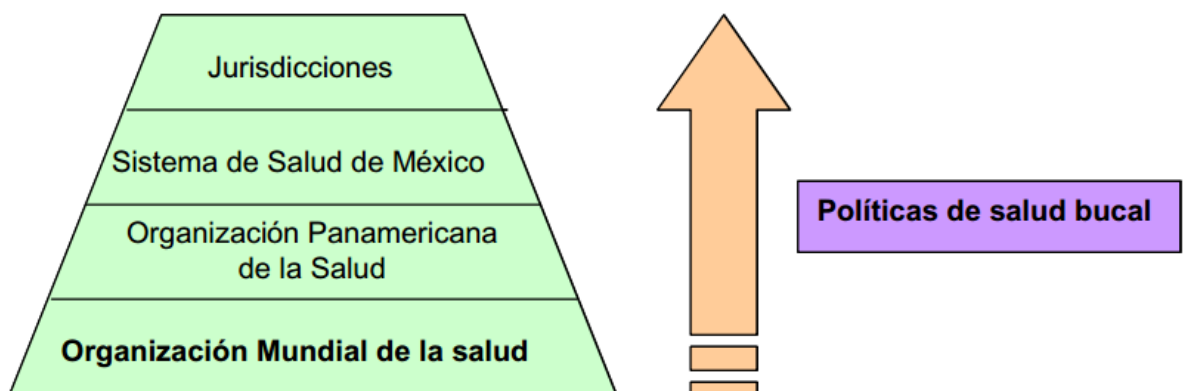 Jurisdicciones
Sistema de Salud de México
Políticas de salud bucal
Organización Panamericana
de la Salud
Organización Mundial de la salud